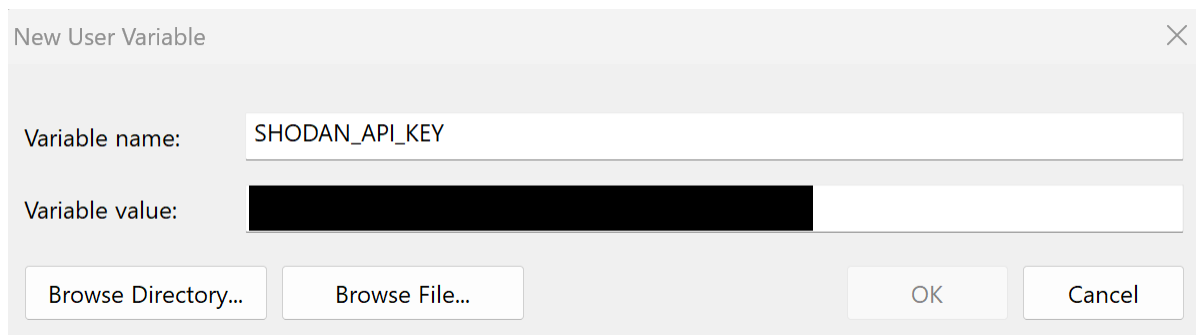 New User Variable
Variable name: SHODAN_API_KEY
Variable value:
Browse Directory... Browse File... OK Cancel